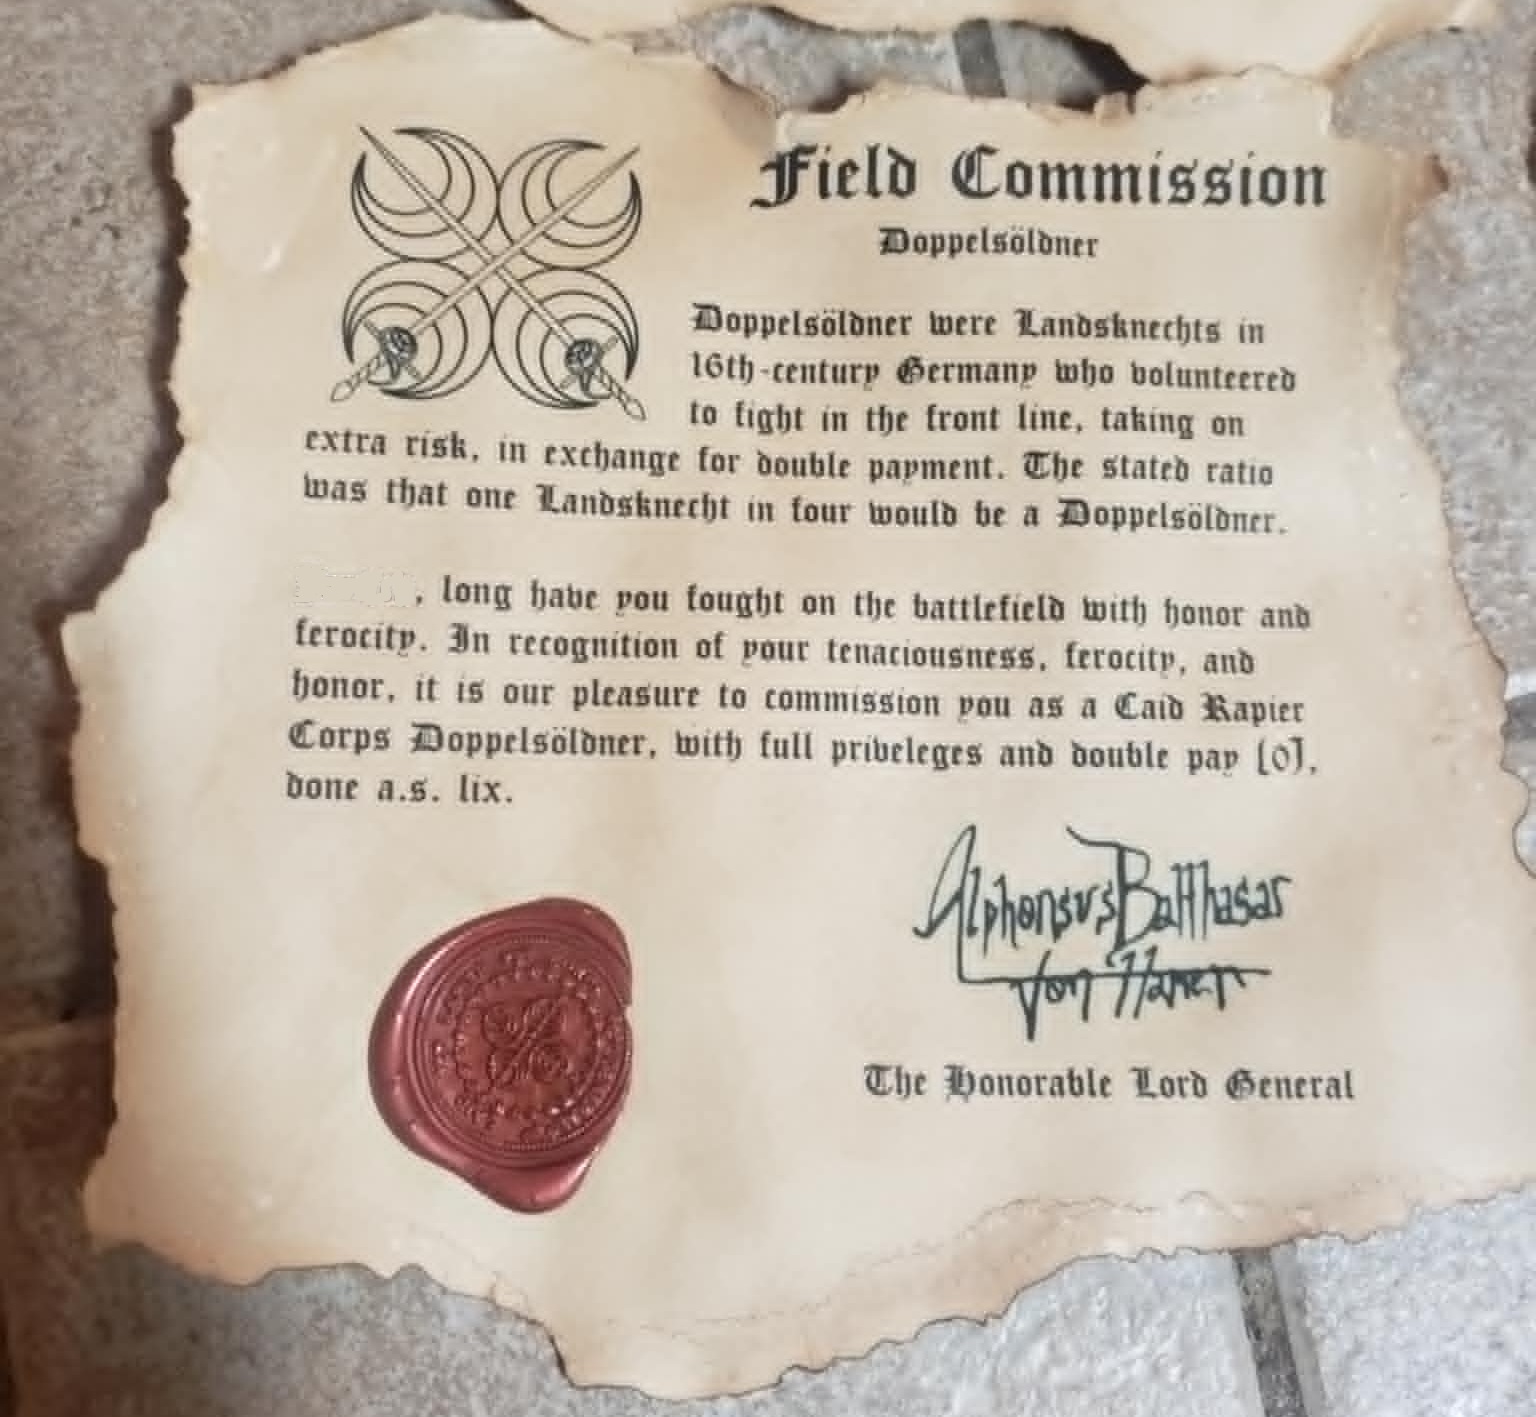 Field Commission
Doppelsöldner
Doppelsöldner were Landsknechts in
16th-century Germany who volunteered
to fight in the front line, taking on
extra risk, in exchange for double payment. The stated ratio
was that one Landsknecht in four would be a Doppelsöldner.
, long have you fought on the battlefield with honor and
ferocity. In recognition of your tenaciousness, ferocity, and
honor, it is our pleasure to commission you as a Caid Rapier
Corps Doppelsöldner, with full priveleges and double pay [0],
done a.s. lix.
Alphonsus Balthasar
Von
The Honorable Lord General